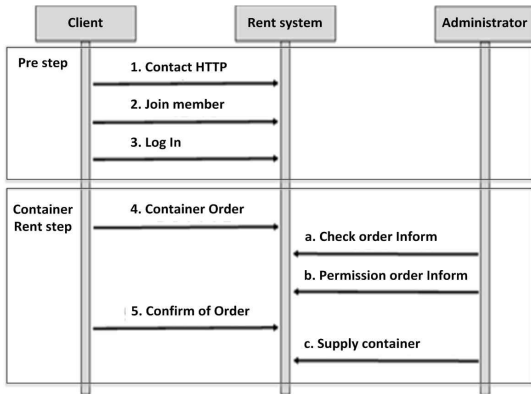 Client
Rent system
Administrator
Pre step
1. Contact HTTP
2. Join member
3. Log In
Container
Rent step
4. Container Order
a. Check order Inform
b. Permission order Inform
5. Confirm of Order
c. Supply container